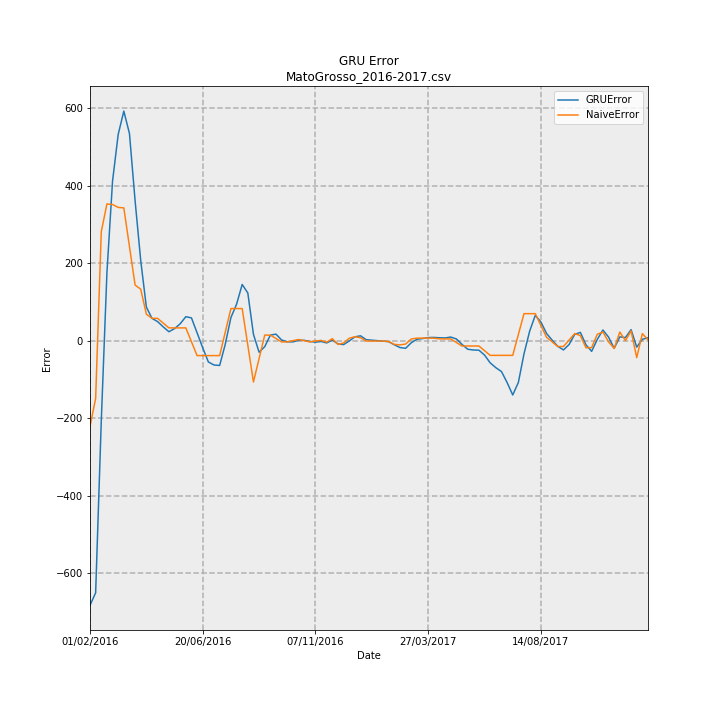 GRU Error
MatoGrosso_2016-2017.csv
GRUError
NaiveError
600
400
200
0
−200
−400
−600
Error
01/02/2016 20/06/2016 07/11/2016 27/03/2017 14/08/2017
Date